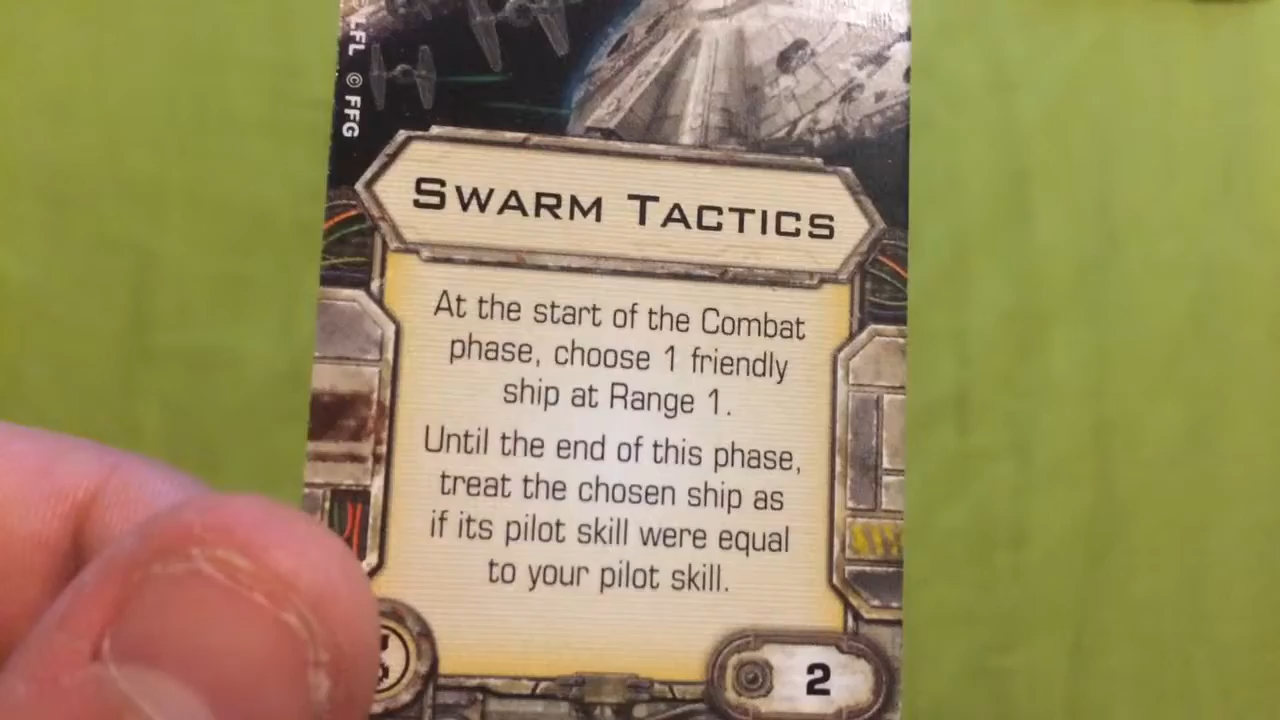 LFL © FFG
SWARM TACTICS
At the start of the Combat
phase, choose 1 friendly
ship at Range 1.
Until the end of this phase,
treat the chosen ship as
if its pilot skill were equal
to your pilot skill.
2